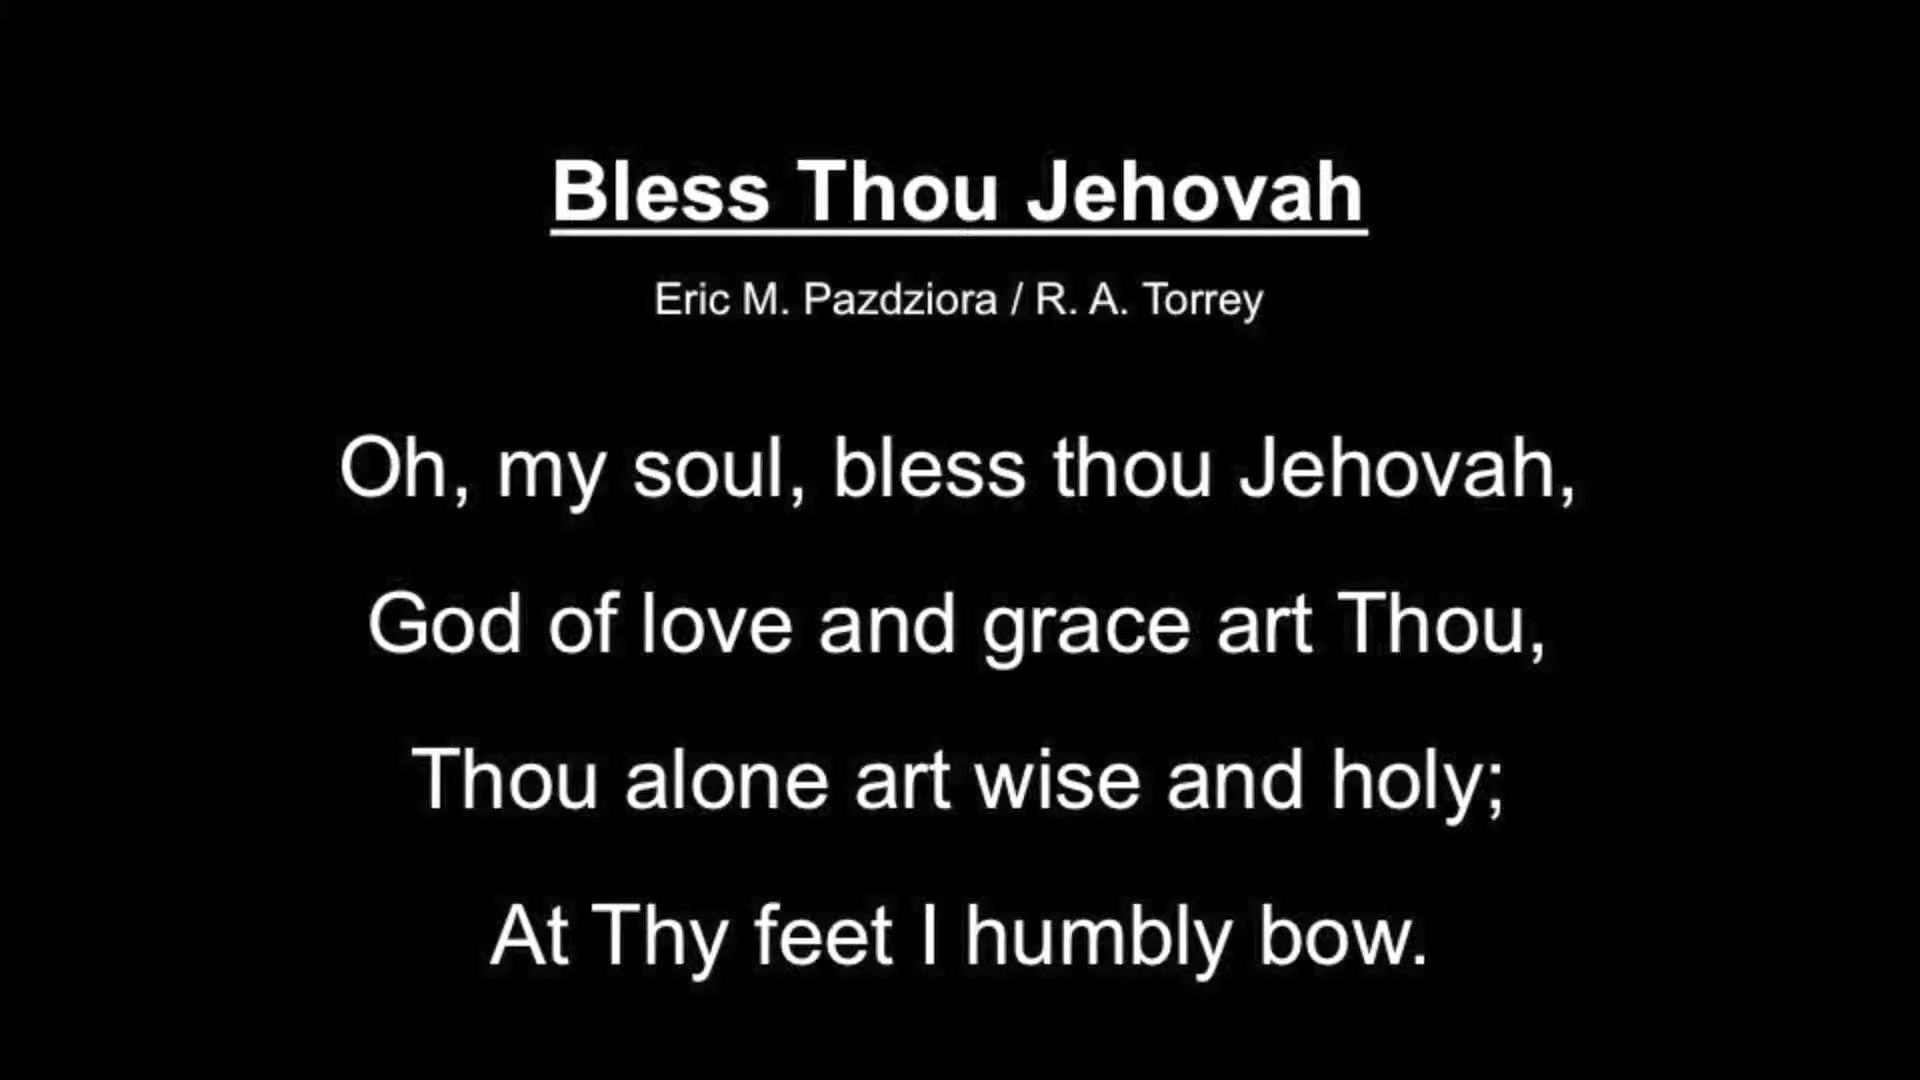 Bless Thou Jehovah
Eric M. Pazdziora / R. A. Torrey
Oh, my soul, bless thou Jehovah,
God of love and grace art Thou,
Thou alone art wise and holy;
At Thy feet I humbly bow.